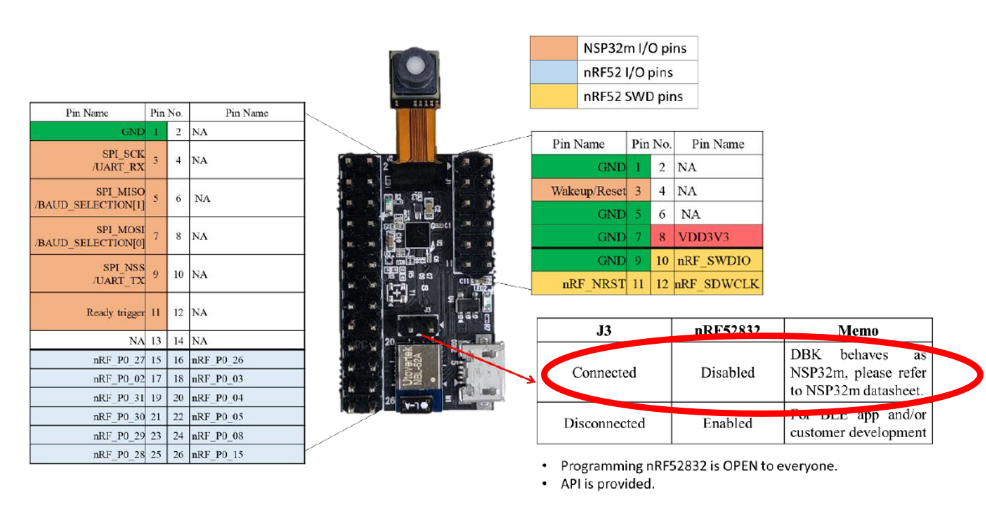 NSP32m I/O pins
nRF52 I/O pins
nRF52 SWD pins
Pin Name Pin No. Pin Name
GND 1 2 NA
SPI_SCK
/UART_RX 3 4 NA
SPI_MISO
/BAUD_SELECTION[1] 5 6 NA
SPI_MOSI
/BAUD_SELECTION[0] 7 8 NA
SPI_NSS
/UART_TX 9 10 NA
Ready trigger 11 12 NA
NA 13 14 NA
nRF_P0_27 15 16 nRF_P0_26
nRF_P0_02 17 18 nRF_P0_03
nRF_P0_31 19 20 nRF_P0_04
nRF_P0_30 21 22 nRF_P0_05
nRF_P0_29 23 24 nRF_P0_08
nRF_P0_28 25 26 nRF_P0_15
Pin Name Pin No. Pin Name
GND 1 2 NA
Wakeup/Reset 3 4 NA
GND 5 6 NA
GND 7 8 VDD3V3
GND 9 10 nRF_SWDIO
nRF_NRST 11 12 nRF_SDWCLK
J3
20
26
J3 nRF52832 Memo
Connected Disabled DBK behaves as
NSP32m, please refer
to NSP32m datasheet.
Disconnected Enabled For BLE app and/or
customer development
• Programming nRF52832 is OPEN to everyone.
• API is provided.